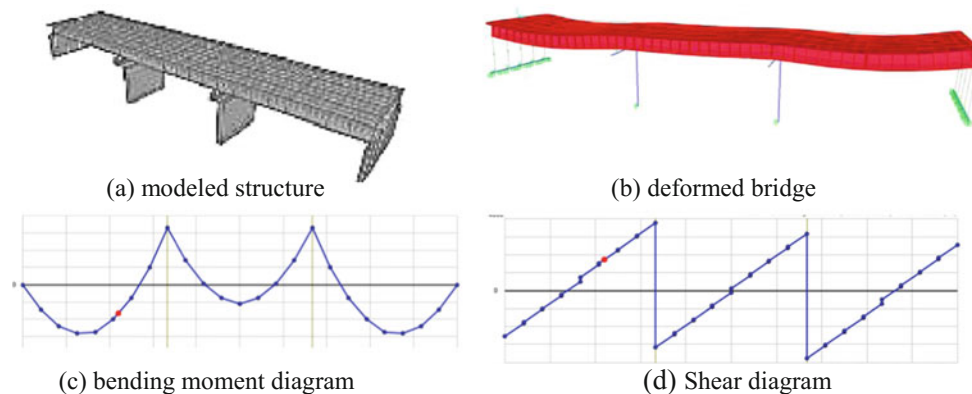 (a) modeled structure
(b) deformed bridge
(c) bending moment diagram
(d) Shear diagram